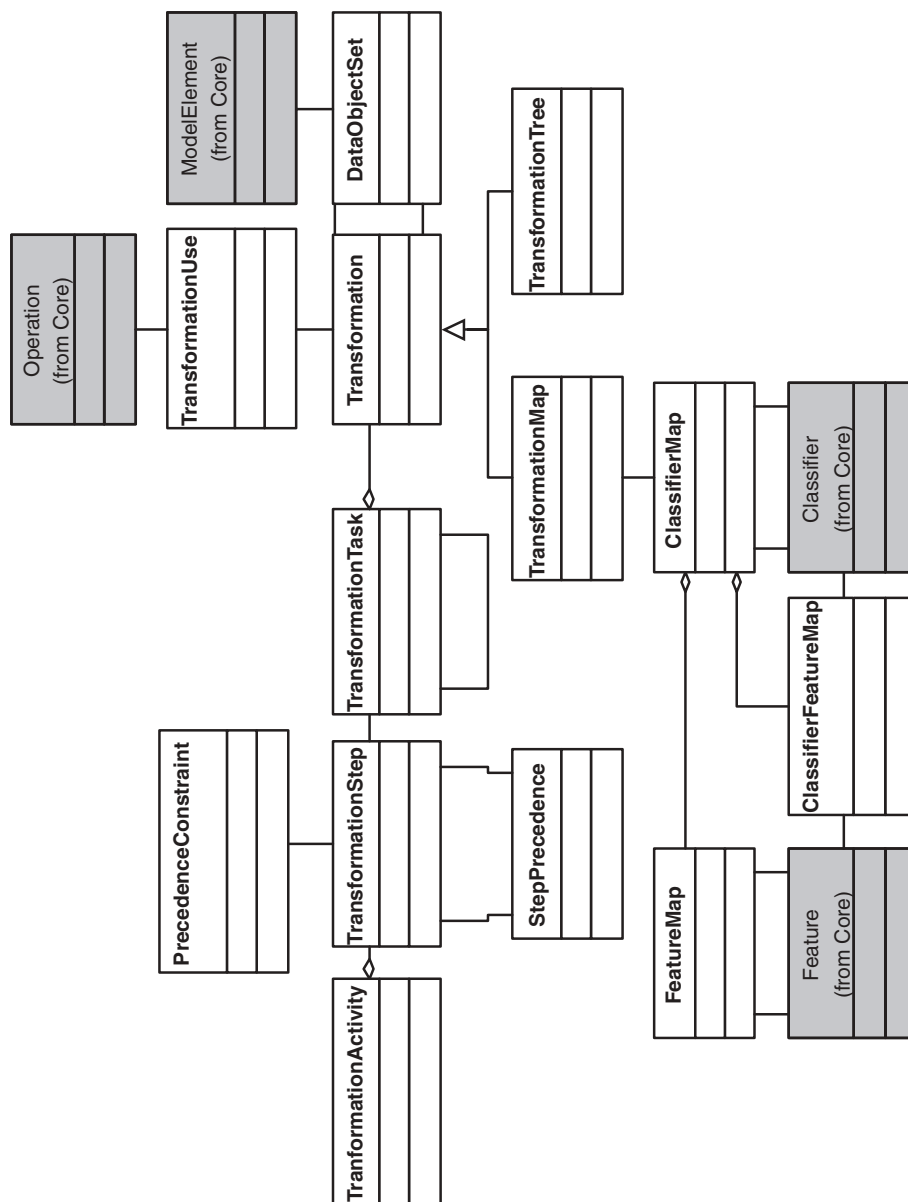 Operation
(from Core)
PrecedenceConstraint
TransformationUse
ModelElement
(from Core)
TranformationActivity
TransformationStep
TransformationTask
Transformation
DataObjectSet
StepPrecedence
TransformationMap
TransformationTree
FeatureMap
ClassifierMap
Feature
(from Core)
ClassifierFeatureMap
Classifier
(from Core)